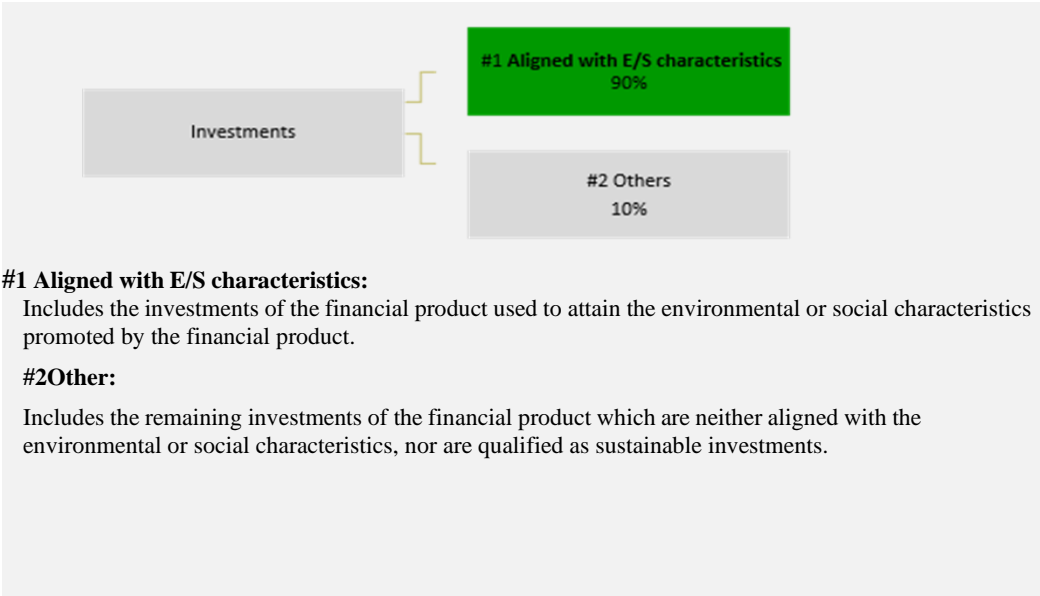 #1 Aligned with E/S characteristics
90%
Investments
#2 Others
10%
#1 Aligned with E/S characteristics:
Includes the investments of the financial product used to attain the environmental or social characteristics
promoted by the financial product.
#2Other:
Includes the remaining investments of the financial product which are neither aligned with the
environmental or social characteristics, nor are qualified as sustainable investments.